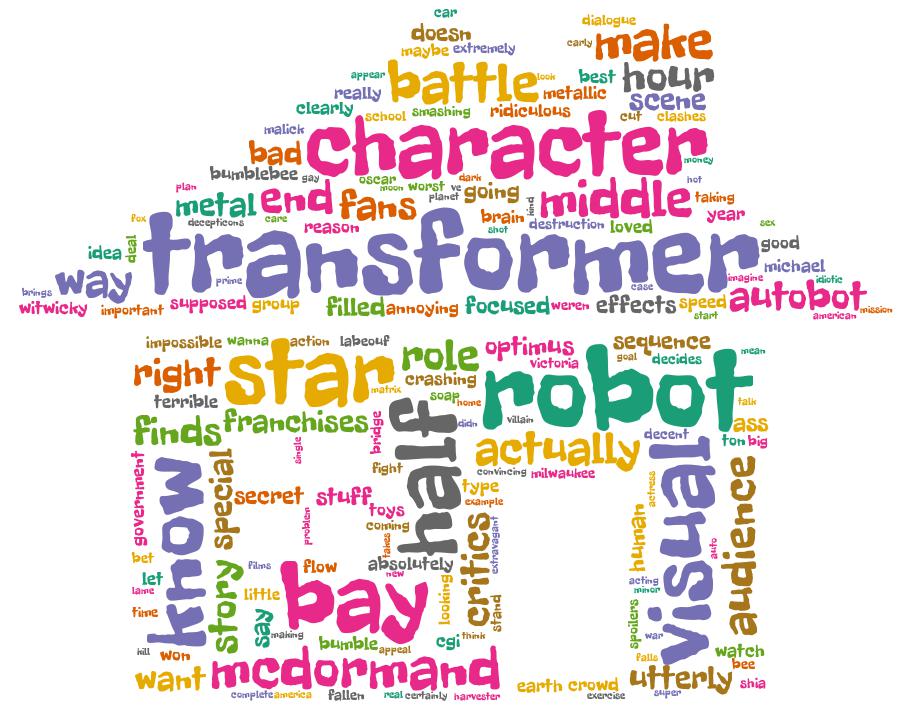 car
dialogue
doesn
carly
make
maybe
extremely
appear
battle
look
best
hour
really
metallic
scene
clearly
school
smashing
ridiculous
cut
clashes
malick
character
bad
money
bumblebee
gay
oscar
dark
hot
plan
moon
worst
ve
going
planet
metal
end
fans
kind
middle
taking
fox
decepticons
care
brain
year
reason
shot
destruction
loved
sex
idea
deal
transformer
good
way
prime
case
michael
brings
imagine
idiotic
witwicky
important
supposed
group
filled
annoying
focused
weren
effects
speed
autobot
start
american
mission
impossible
wanna
action
labeouf
role
optimus
sequence
right
star
victoria
goal
decides
mean
crashing
robot
terrible
matrix
soap
home
talk
finds
franchises
bridge
half
didn
villain
ass
single
actually
decent
ton
big
government
know
special
fight
convincing
milwaukee
visual
secret
stuff
type
actress
audience
toys
example
problem
coming
human
takes
critics
extravagant
auto
bet
films
flow
absolutely
let
new
acting
lame
story
little
bay
looking
minor
time
say
making
stand
spoilers
war
kill
won
bumble
appeal
cgi
think
falls
watch
want
mcdormand
bee
utterly
earth
crowd
shia
complete
america
fallen
real
certainly
harvester
exercise
super